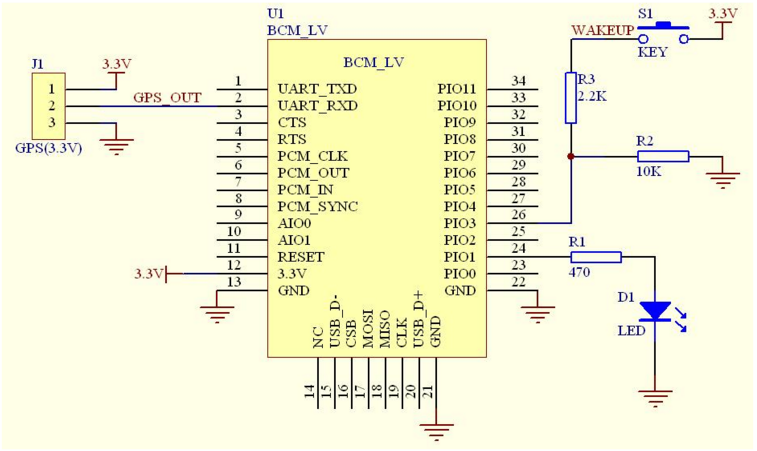 U1
BCM_LV
BCM_LV
J1
3.3V
1
2
3
GPS_OUT
GPS(3.3V)
1 UART_TXD
2 UART_RXD
3 CTS
4 RTS
5 PCM_CLK
6 PCM_OUT
7 PCM_IN
8 PCM_SYNC
9 AIO0
10 AIO1
11 RESET
3.3V 12 3.3V
13 GND
14 NC
15 USB_D-
16 CSB
17 MOSI
18 MISO
19 CLK
20 USB_D+
21 GND
PIO11 34
PIO10 33
PIO9 32
PIO8 31
PIO7 30
PIO6 29
PIO5 28
PIO4 27
PIO3 26
PIO2 25
PIO1 24
PIO0 23
GND 22
WAKEUP
S1
KEY
3.3V
R3
2.2K
R2
10K
R1
470
D1
LED